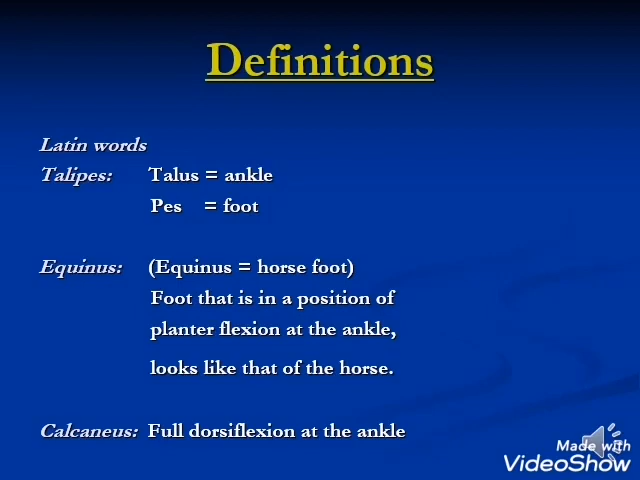 Definitions
Latin words
Talipes: Talus = ankle
Pes = foot
Equinus: (Equinus = horse foot)
Foot that is in a position of
planter flexion at the ankle,
looks like that of the horse.
Calcaneus: Full dorsiflexion at the ankle
Made with
VideoShow